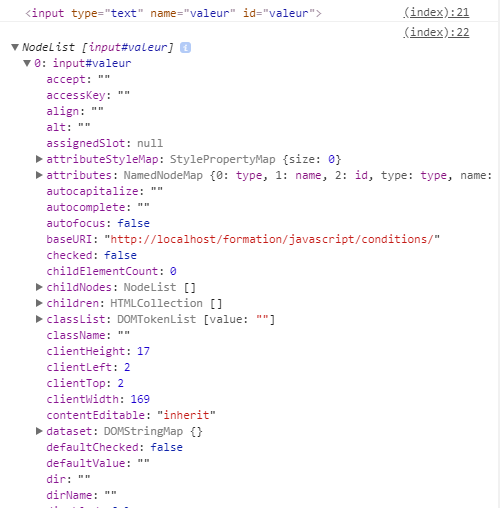 <input type="text" name="valeur" id="valeur"> (index):21
(index):22
NodeList [input#valeur] i
0: input#valeur
accept: ""
accessKey: ""
align: ""
alt: ""
assignedSlot: null
attributeStyleMap: StylePropertyMap {size: 0}
attributes: NamedNodeMap {0: type, 1: name, 2: id, type: type, name:
autocapitalize: ""
autocomplete: ""
autofocus: false
baseURI: "http://localhost/formation/javascript/conditions/"
checked: false
childElementCount: 0
childNodes: NodeList []
children: HTMLCollection []
classList: DOMTokenList [value: ""]
className: ""
clientHeight: 17
clientLeft: 2
clientTop: 2
clientWidth: 169
contentEditable: "inherit"
dataset: DOMStringMap {}
defaultChecked: false
defaultValue: ""
dir: ""
dirName: ""